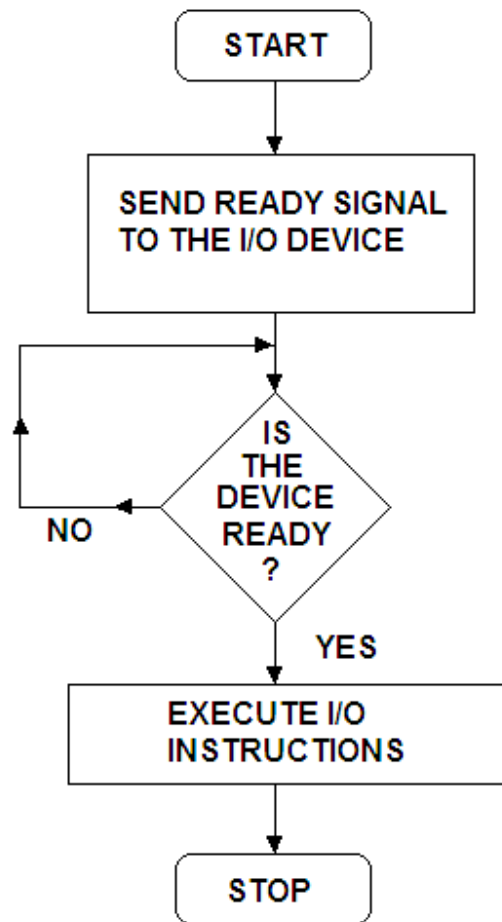 START
SEND READY SIGNAL
TO THE I/O DEVICE
IS
THE
DEVICE
READY
?
NO
YES
EXECUTE I/O
INSTRUCTIONS
STOP